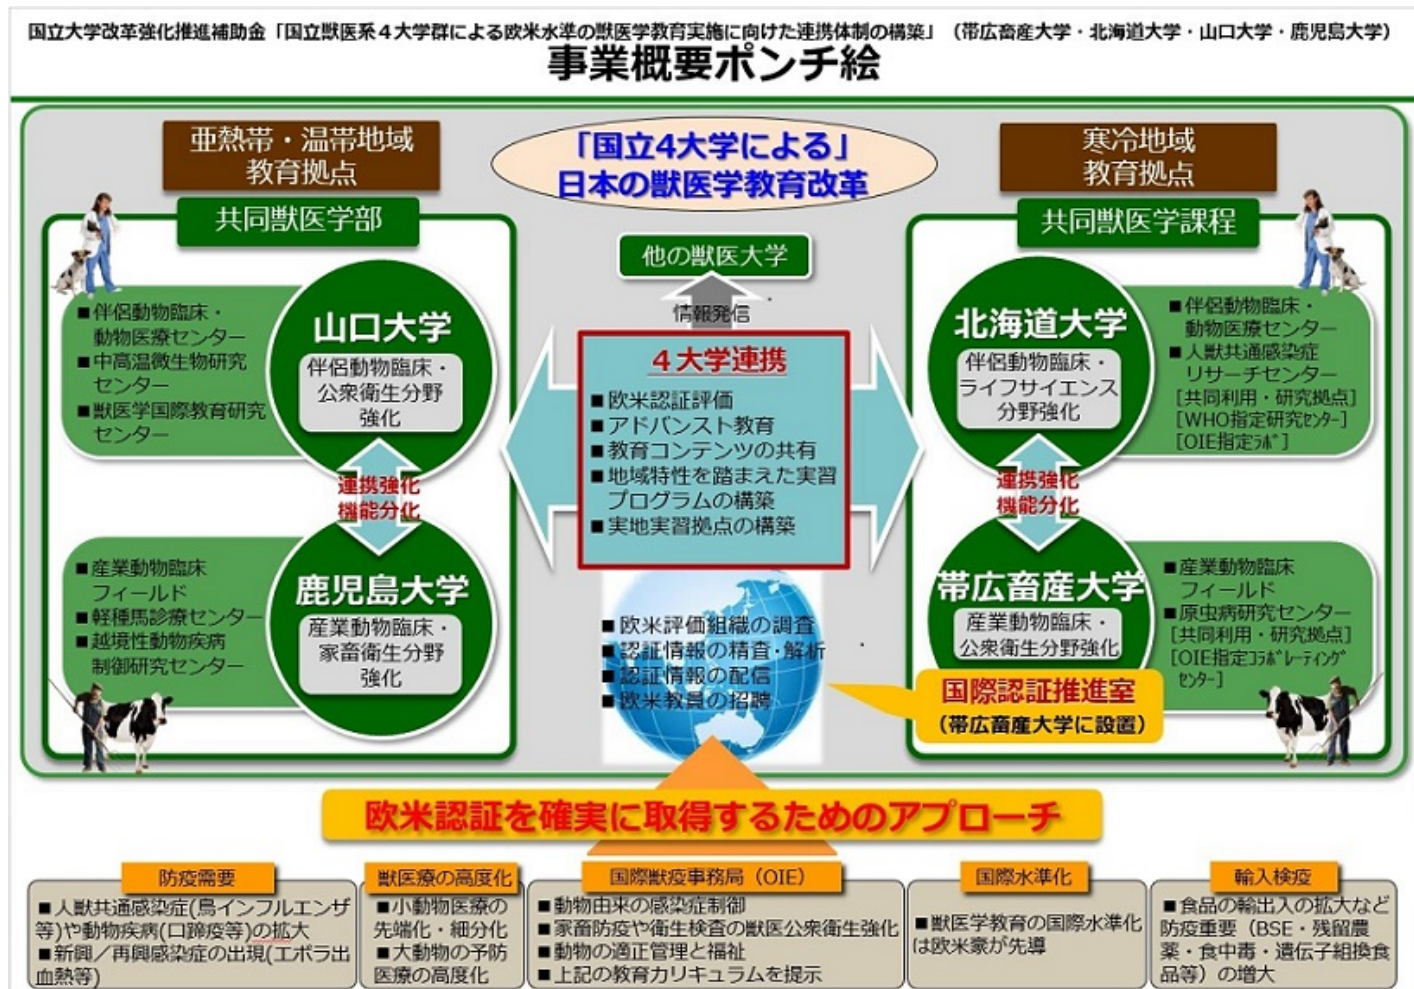 国立大学改革強化推進補助金「国立獣医系4大学群による欧米水準の獣医学教育実施に向けた連携体制の構築」（帯広畜産大学・北海道大学・山口大学・鹿児島大学）
事業概要ポンチ絵
亜熱帯・温帯地域
教育拠点
「国立4大学による」
日本の獣医学教育改革
寒冷地域
教育拠点
共同獣医学部
共同獣医学課程
他の獣医大学
情報発信
■伴侶動物臨床・
動物医療センター
■中高温微生物研究
センター
■獣医学国際教育研究
センター
山口大学
伴侶動物臨床・
公衆衛生分野
強化
連携強化
機能分化
■産業動物臨床
フィールド
■軽種馬診療センター
■越境性動物疾病
制御研究センター
鹿児島大学
産業動物臨床・
家畜衛生分野
強化
４大学連携
■欧米認証評価
■アドバンスト教育
■教育コンテンツの共有
■地域特性を踏まえた実習
プログラムの構築
■実地実習拠点の構築
■欧米評価組織の調査
■認証情報の精査・解析
■認証情報の配信
■欧米教員の招聘
北海道大学
伴侶動物臨床・
ライフサイエンス
分野強化
■伴侶動物臨床・
動物医療センター
■人獣共通感染症
リサーチセンター
[共同利用・研究拠点]
[WHO指定研究ｾﾝﾀｰ]
[OIE指定ﾗﾎﾞ]
連携強化
機能分化
帯広畜産大学
産業動物臨床・
公衆衛生分野強化
■産業動物臨床
フィールド
■原虫病研究センター
[共同利用・研究拠点]
[OIE指定ｺﾗﾎﾞﾚｰﾃｨﾝｸﾞ
ｾﾝﾀｰ]
国際認証推進室
（帯広畜産大学に設置）
欧米認証を確実に取得するためのアプローチ
防疫需要
■人獣共通感染症(鳥インフルエンザ
等)や動物疾病(口蹄疫等)の拡大
■新興／再興感染症の出現(エボラ出
血熱等)
獣医療の高度化
■小動物医療の
先端化・細分化
■大動物の予防
医療の高度化
国際獣疫事務局（OIE）
■動物由来の感染症制御
■家畜防疫や衛生検査の獣医公衆衛生強化
■動物の適正管理と福祉
■上記の教育カリキュラムを提示
国際水準化
■獣医学教育の国際水準化
は欧米豪が先導
輸入検疫
■食品の輸出入の拡大など
防疫重要（BSE・残留農
薬・食中毒・遺伝子組換食
品等）の増大